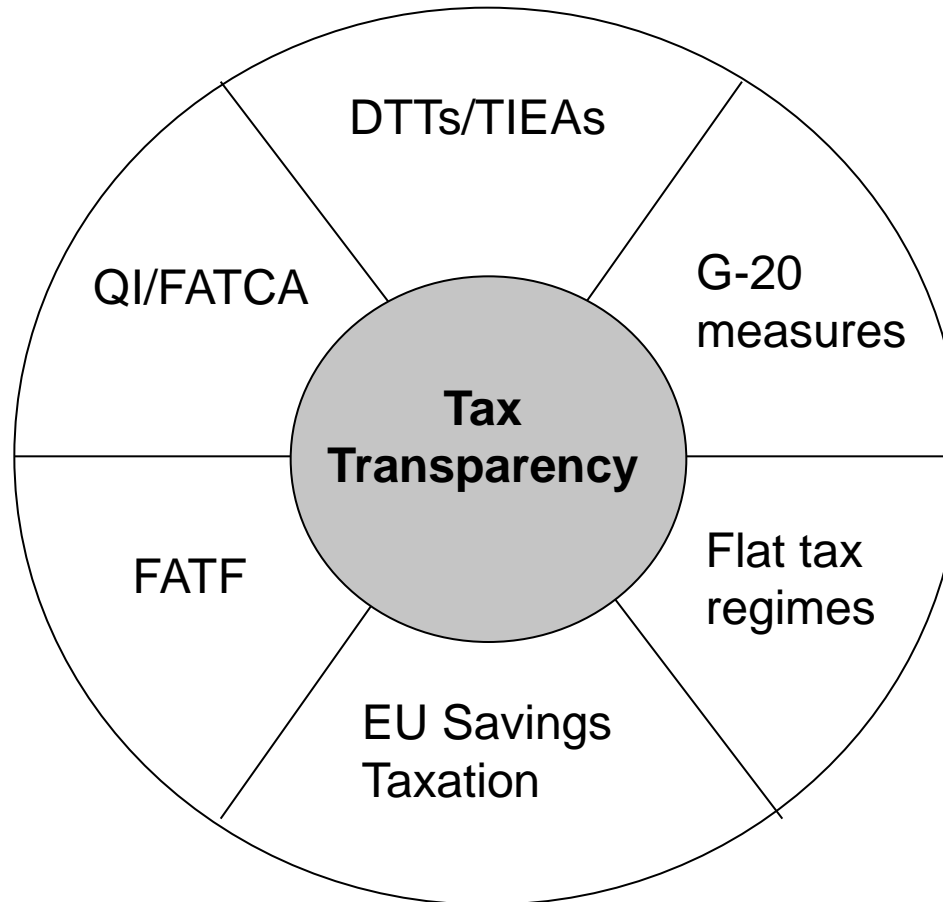 DTTs/TIEAs
QI/FATCA
G-20
measures
Tax
Transparency
FATF
Flat tax
regimes
EU Savings
Taxation